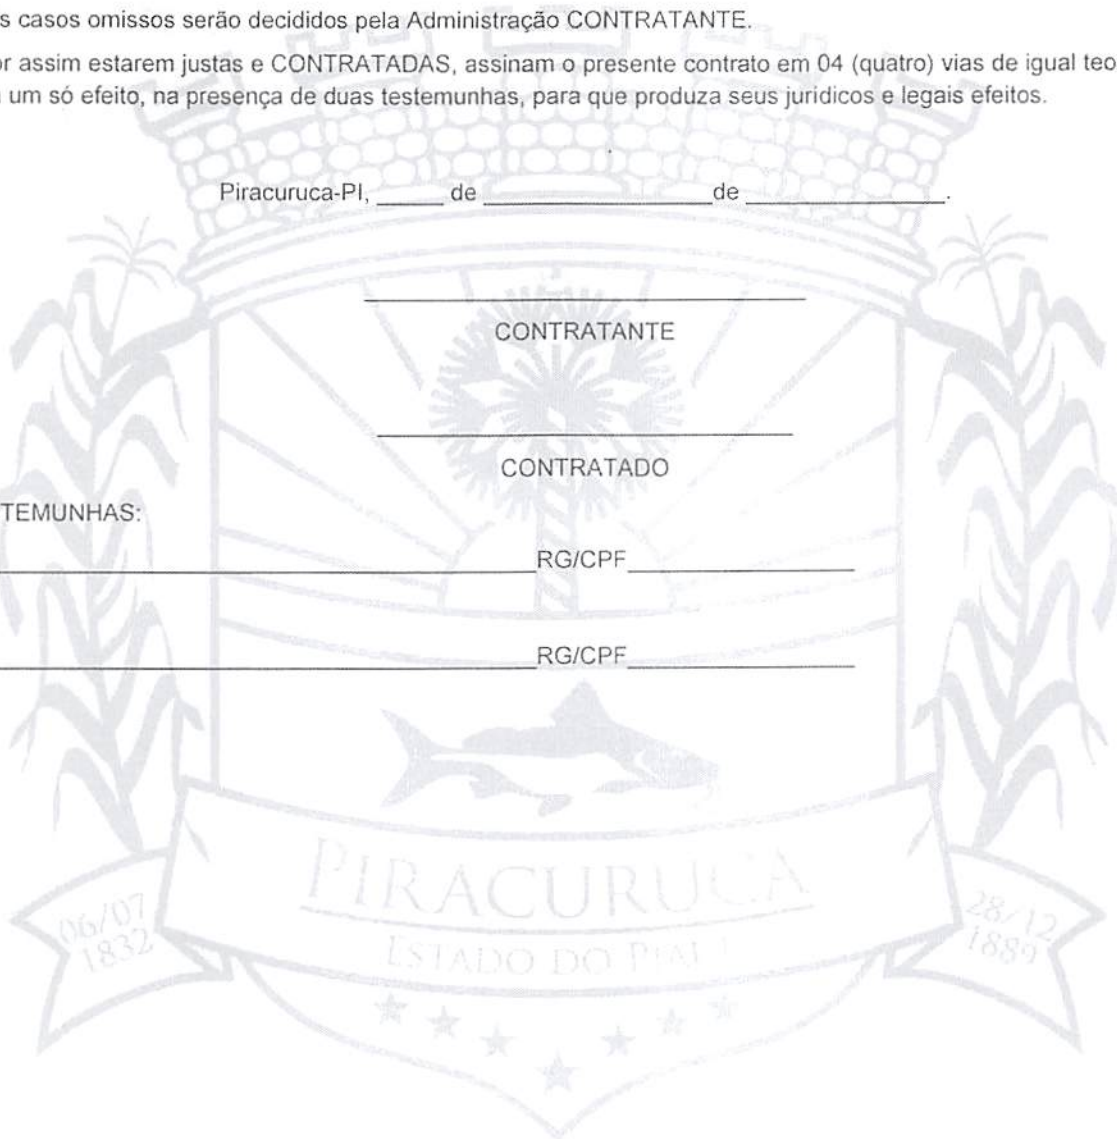 s casos omissos serão decididos pela Administração CONTRATANTE.
or assim estarem justas e CONTRATADAS, assinam o presente contrato em 04 (quatro) vias de igual teo
um só efeito, na presença de duas testemunhas, para que produza seus juridicos e legais efeitos.
Piracuruca-PI, _____ de _________________ de _______________.
CONTRATANTE
CONTRATADO
TEMUNHAS:
RG/CPF
RG/CPF
PIRACURUCA
ESTADO DO PIAUÍ
06/07
1832
28/12
1889